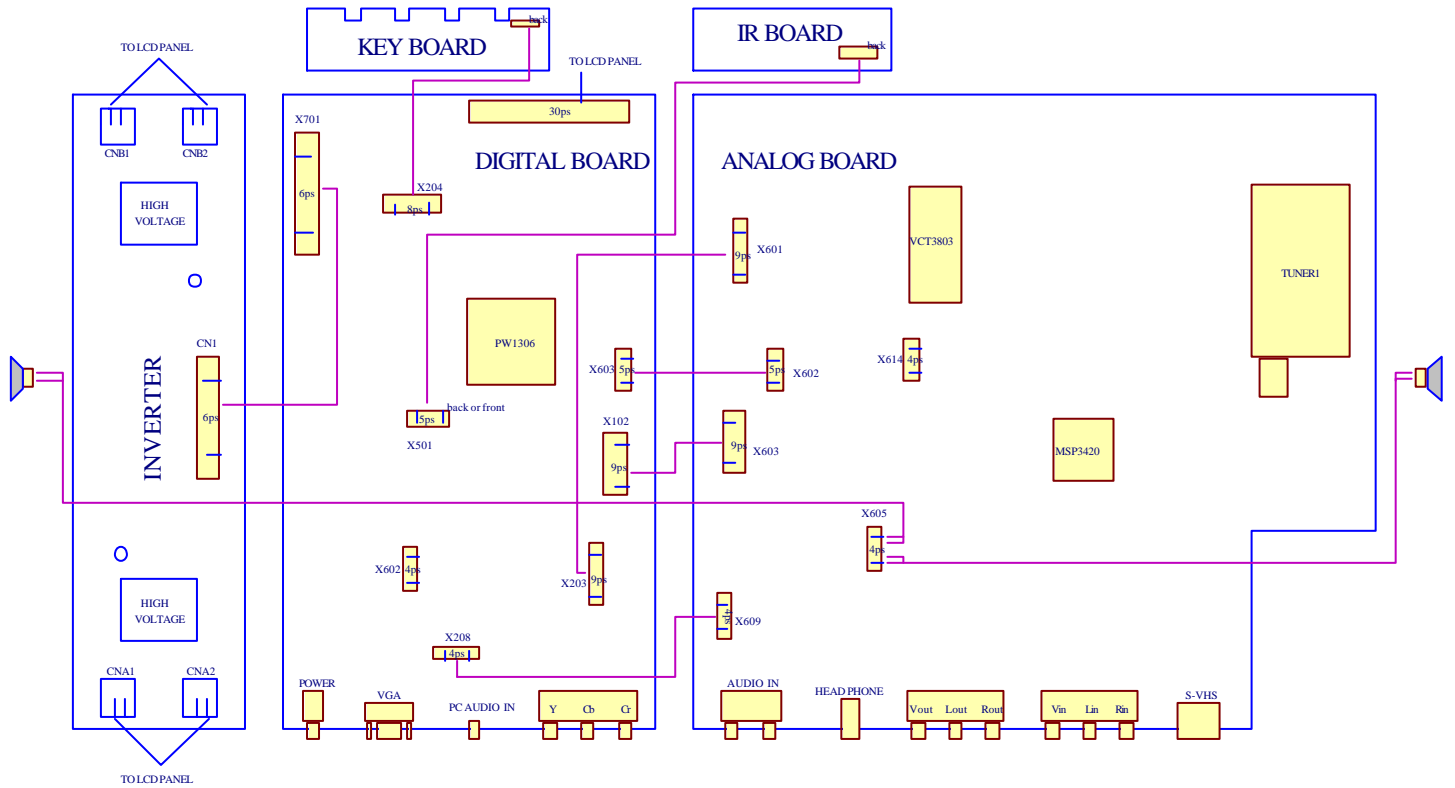 back
KEY BOARD
IR BOARD
back
TO LCD PANEL
TO LCD PANEL
X701
30ps
CNB1
CNB2
DIGITAL BOARD
ANALOG BOARD
6ps
X204
8ps
HIGH
VOLTAGE
VCT3803
X601
9ps
TUNER1
CN1
PW1306
X603
5ps
5ps
X602
X614
4ps
INVERTER
6ps
back or front
5ps
X501
X102
9ps
9ps
X603
MSP3420
X605
4ps
X602
4ps
X203
9ps
HIGH
VOLTAGE
4ps
X609
X208
4ps
CNA1
CNA2
POWER
VGA
PC AUDIO IN
Y
Cb
Cr
AUDIO IN
HEAD PHONE
Vout
Lout
Rout
Vin
Lin
Rin
S-VHS
TO LCD PANEL